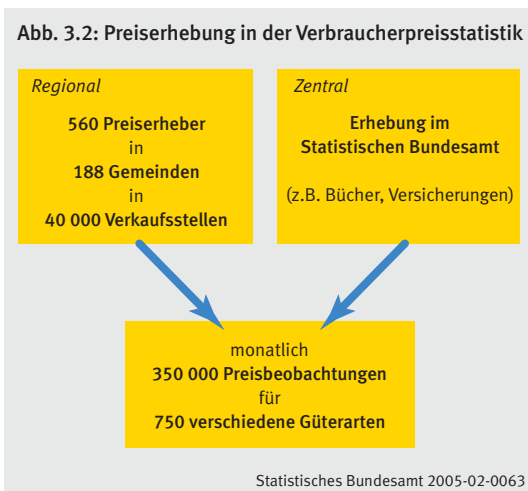 Abb. 3.2: Preiserhebung in der Verbraucherpreisstatistik
Regional
560 Preiserheber
in
188 Gemeinden
in
40 000 Verkaufsstellen
Zentral
Erhebung im
Statistischen Bundesamt
(z.B. Bücher, Versicherungen)
monatlich
350 000 Preisbeobachtungen
für
750 verschiedene Güterarten
Statistisches Bundesamt 2005-02-0063